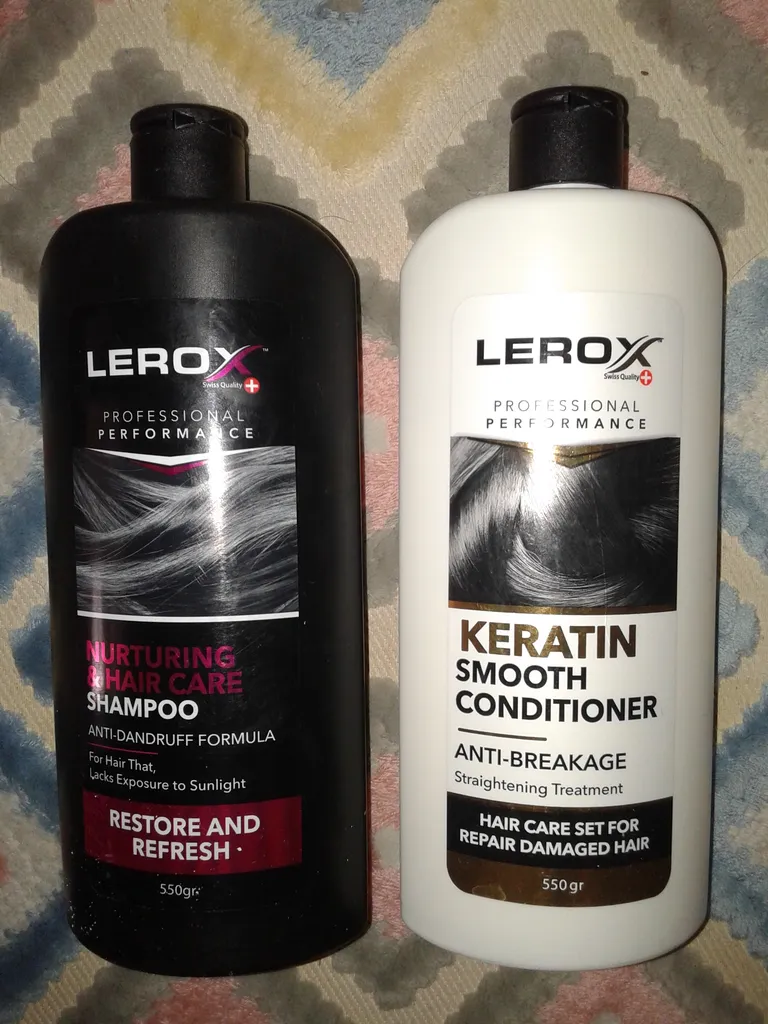 LEROX™
Swiss Quality
PROFESSIONAL
PERFORMANCE
NURTURING
& HAIR CARE
SHAMPOO
ANTI-DANDRUFF FORMULA
For Hair That,
Lacks Exposure to Sunlight
RESTORE AND
REFRESH
550gr.
LEROX™
Swiss Quality
PROFESSIONAL
PERFORMANCE
KERATIN
SMOOTH
CONDITIONER
ANTI-BREAKAGE
Straightening Treatment
HAIR CARE SET FOR
REPAIR DAMAGED HAIR
550gr